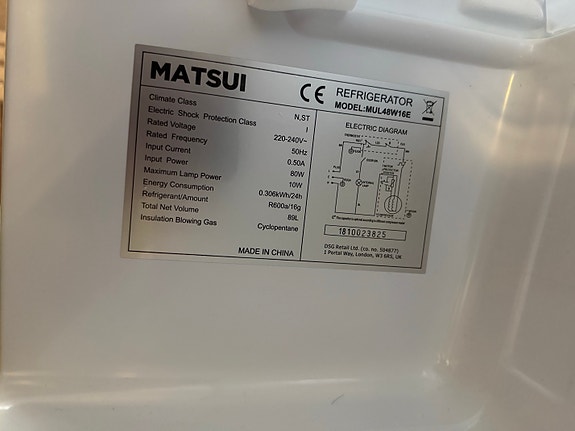 MATSUI
CE
REFRIGERATOR
MODEL:MUL48W16E
Climate Class N,ST
Electric Shock Protection Class I
Rated Voltage 220-240V~
Rated Frequency 50Hz
Input Current 0.50A
Input Power 80W
Maximum Lamp Power 10W
Energy Consumption 0.306kWh/24h
Refrigerant/Amount R600a/16g
Total Net Volume 89L
Insulation Blowing Gas Cyclopentane
MADE IN CHINA
ELECTRIC DIAGRAM
1810023825
DSG Retail Ltd. (co. no. 504877)
1 Portal Way, London, W3 6RS, UK